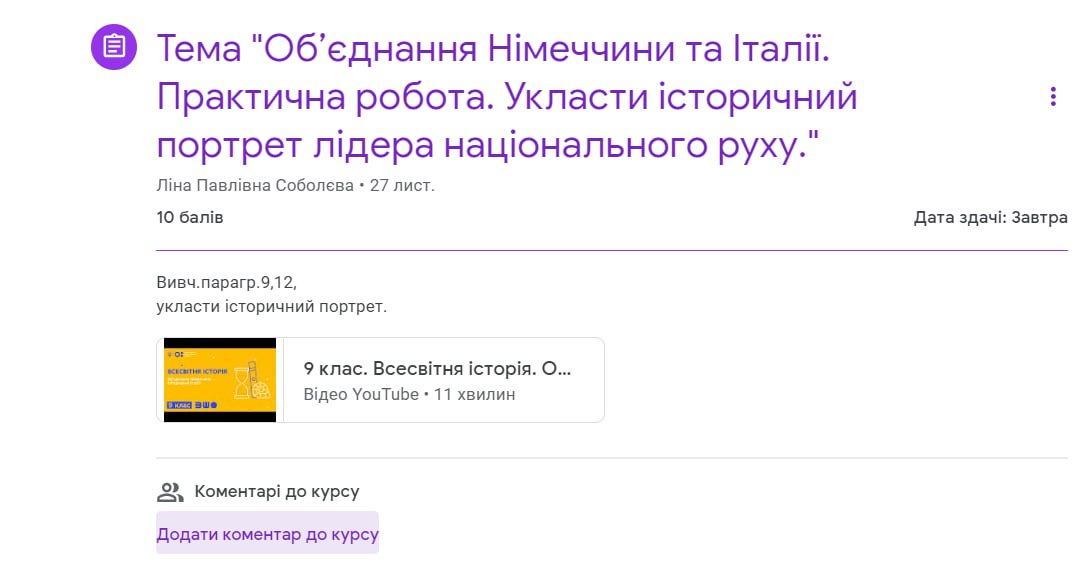 Тема "Об’єднання Німеччини та Італії.
Практична робота. Укласти історичний
портрет лідера національного руху."
Ліна Павлівна Соболєва • 27 лист.
10 балів
Дата здачі: Завтра
Вивч.парагр.9,12,
укласти історичний портрет.
ВСЕСВІТНЯ ІСТОРІЯ
9 клас
9 клас. Всесвітня історія. О...
Відео YouTube • 11 хвилин
Коментарі до курсу
Додати коментар до курсу